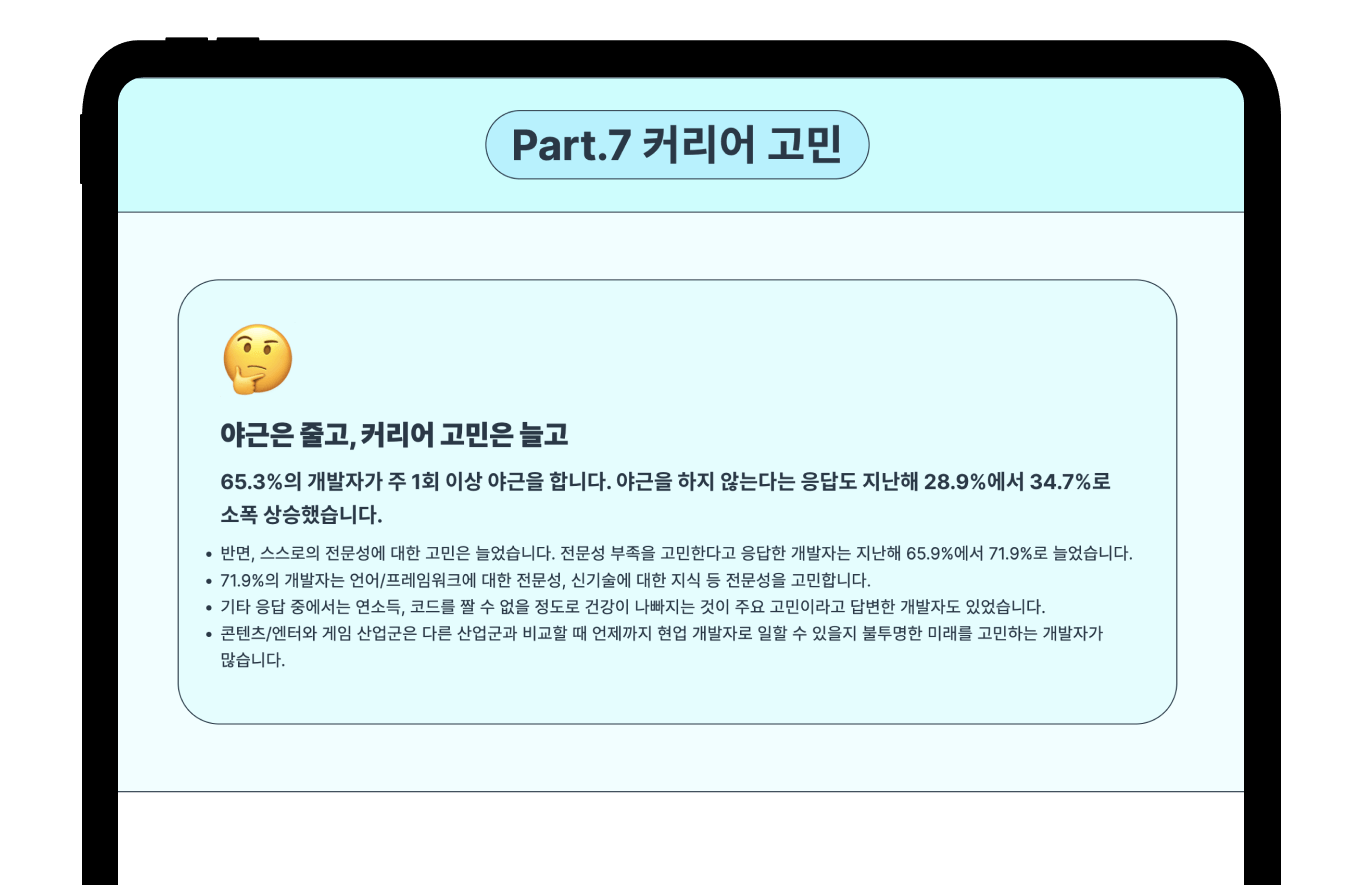 Part.7 커리어 고민
야근은 줄고, 커리어 고민은 늘고
65.3%의 개발자가 주 1회 이상 야근을 합니다. 야근을 하지 않는다는 응답도 지난해 28.9%에서 34.7%로
소폭 상승했습니다.
• 반면, 스스로의 전문성에 대한 고민은 늘었습니다. 전문성 부족을 고민한다고 응답한 개발자는 지난해 65.9%에서 71.9%로 늘었습니다.
• 71.9%의 개발자는 언어/프레임워크에 대한 전문성, 신기술에 대한 지식 등 전문성을 고민합니다.
• 기타 응답 중에서는 연소득, 코드를 짤 수 없을 정도로 건강이 나빠지는 것이 주요 고민이라고 답변한 개발자도 있었습니다.
• 콘텐츠/엔터와 게임 산업군은 다른 산업군과 비교할 때 언제까지 현업 개발자로 일할 수 있을지 불투명한 미래를 고민하는 개발자가
많습니다.